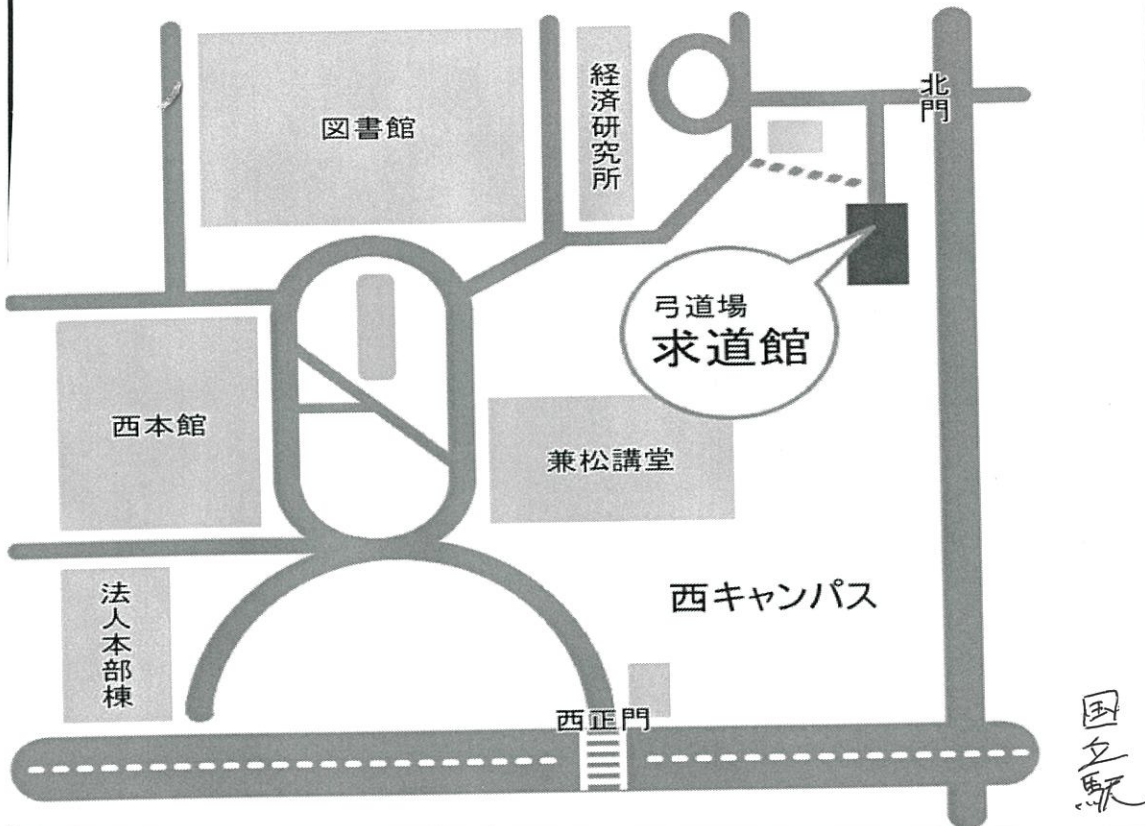 図書館
経済研究所
北門
弓道場
求道館
西本館
兼松講堂
法人本部棟
西キャンパス
西正門
国立駅